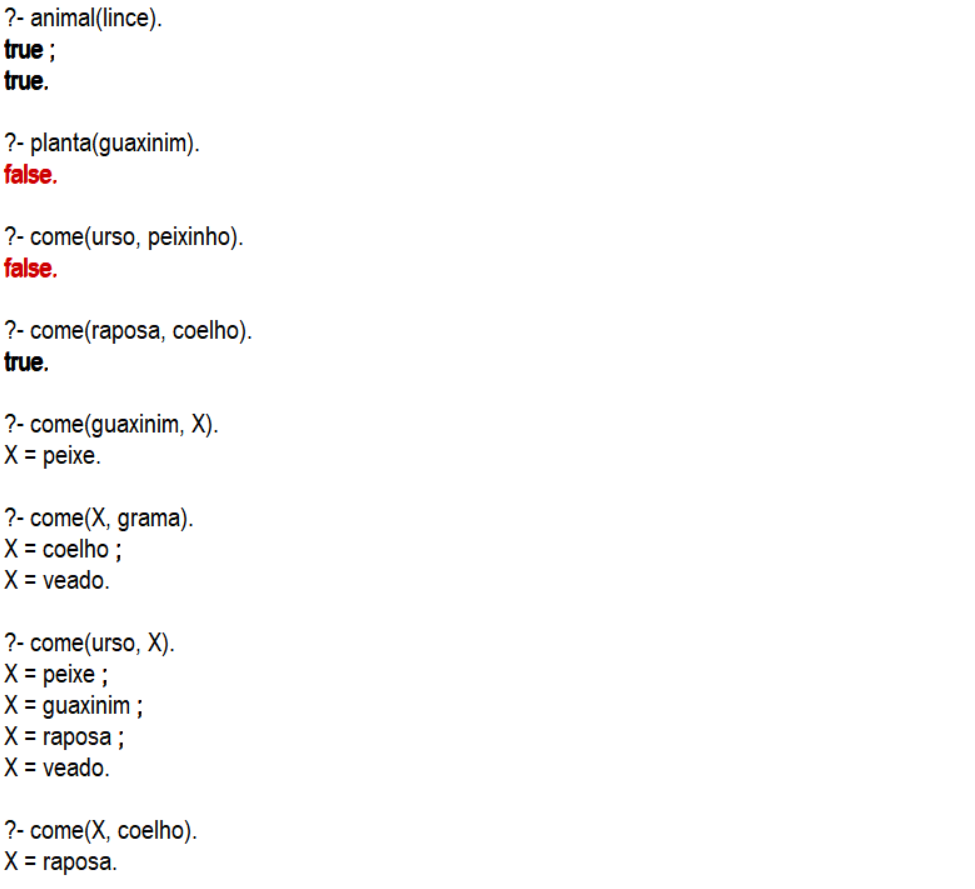 ?- animal(lince).
true ;
true.
?- planta(guaxinim).
false.
?- come(urso, peixinho).
false.
?- come(raposa, coelho).
true.
?- come(guaxinim, X).
X = peixe.
?- come(X, grama).
X = coelho ;
X = veado.
?- come(urso, X).
X = peixe ;
X = guaxinim ;
X = raposa ;
X = veado.
?- come(X, coelho).
X = raposa.